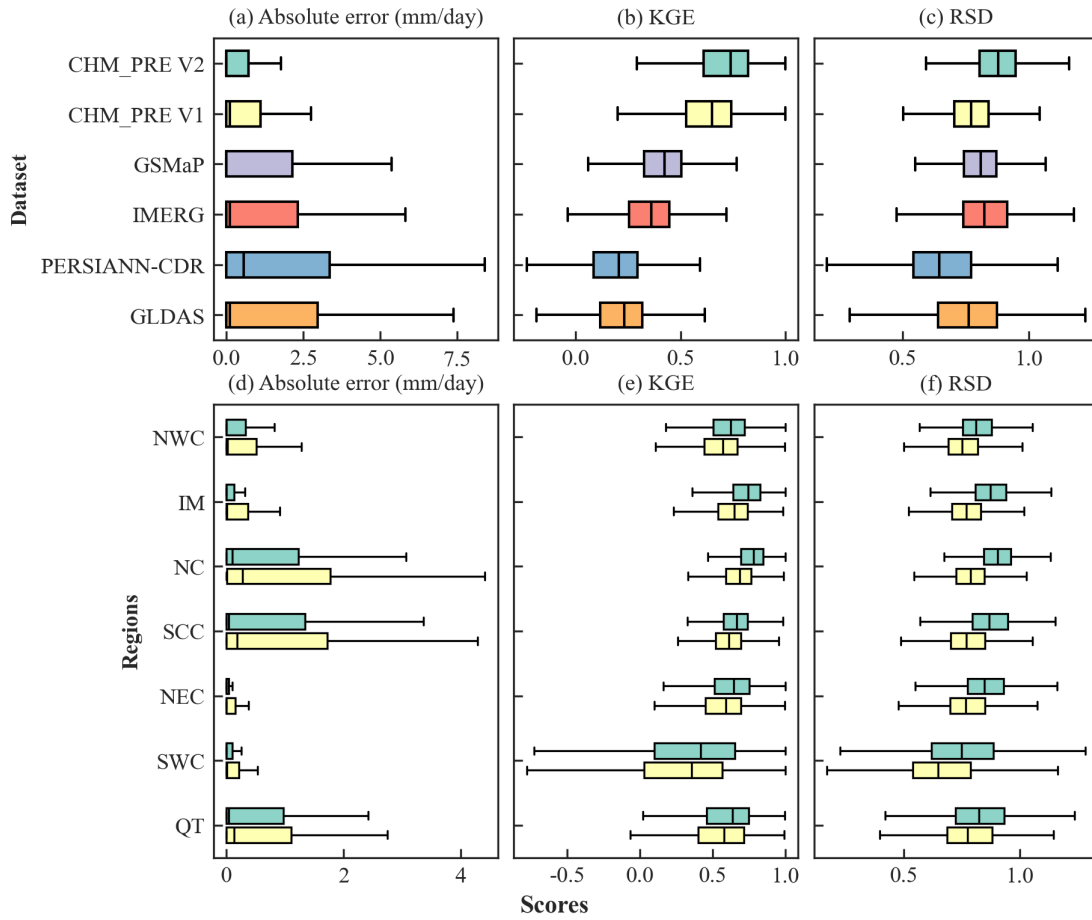 (a) Absolute error (mm/day) (b) KGE (c) RSD
Dataset
CHM_PRE V2
CHM_PRE V1
GSMaP
IMERG
PERSIANN-CDR
GLDAS
0.0 2.5 5.0 7.5 0.0 0.5 1.0 0.5 1.0
(d) Absolute error (mm/day) (e) KGE (f) RSD
Regions
NWC
IM
NC
SCC
NEC
SWC
QT
0 2 4 -0.5 0.0 0.5 1.0 0.5 1.0
Scores